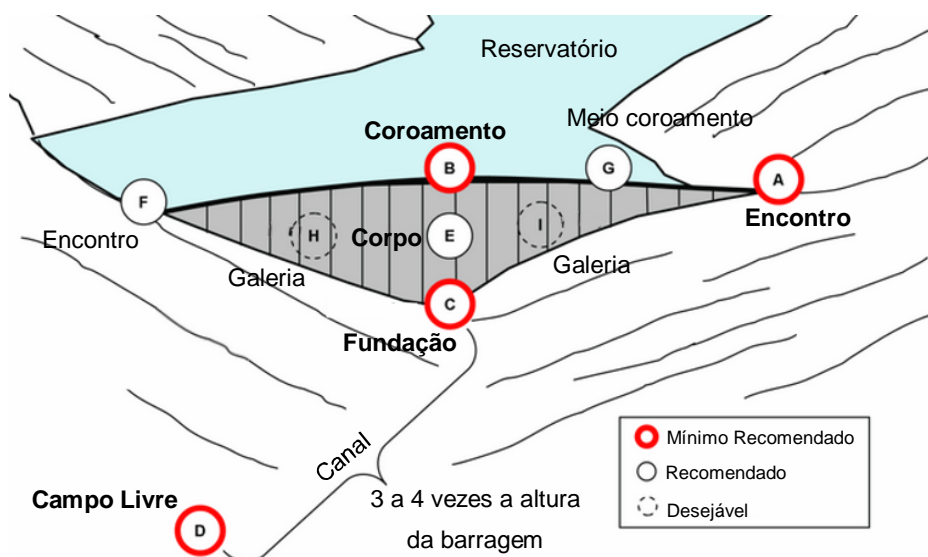 Reservatório
Meio coroamento
Coroamento
B
G
A
F
Encontro
Encontro
H
Corpo
E
I
Galeria
Galeria
C
Fundação
Canal
3 a 4 vezes a altura
da barragem
Campo Livre
D
Mínimo Recomendado
Recomendado
Desejável